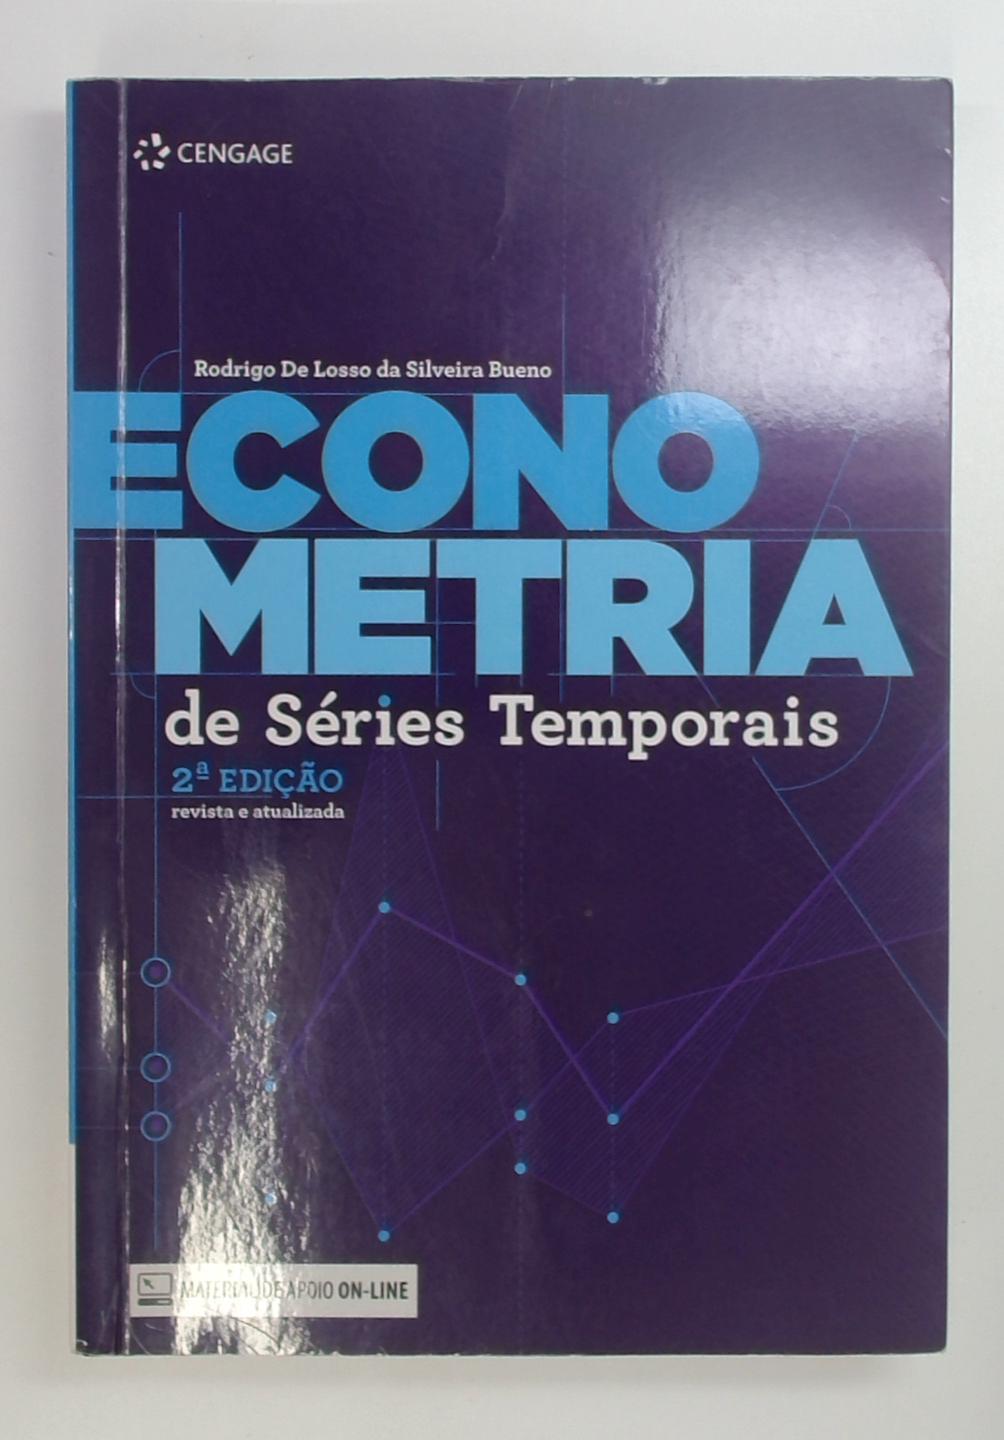 CENGAGE
Rodrigo De Losso da Silveira Bueno
ECONO
METRIA
de Séries Temporais
2ª EDIÇÃO
revista e atualizada
MATERIAL DE APOIO ON-LINE